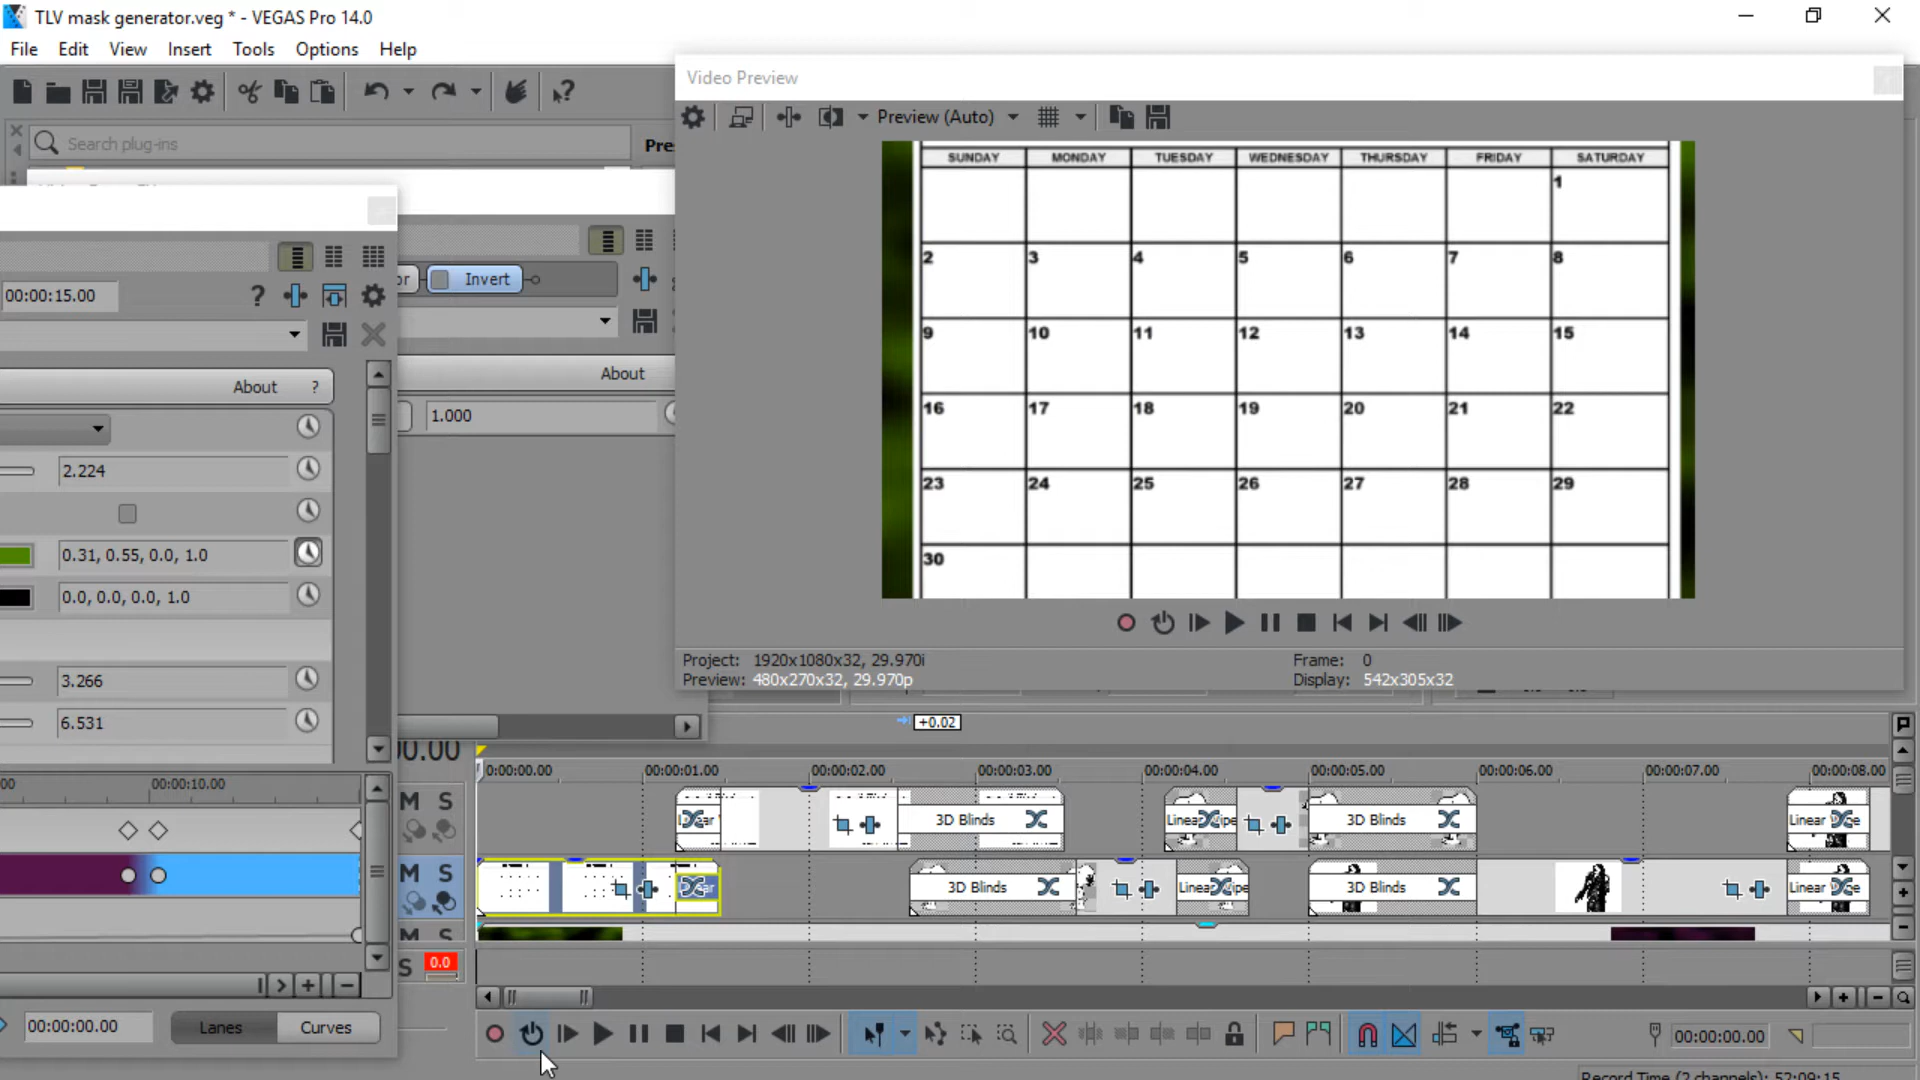 TLV mask generator.veg * - VEGAS Pro 14.0
File Edit View Insert Tools Options Help
Video Preview
Preview (Auto)
Search plug-ins
SUNDAY MONDAY TUESDAY WEDNESDAY THURSDAY FRIDAY SATURDAY
1
2 3 4 5 6 7 8
9 10 11 12 13 14 15
16 17 18 19 20 21 22
23 24 25 26 27 28 29
30
Invert
00:00:15.00 ?
About ?
About
1.000
2.224
0.31, 0.55, 0.0, 1.0
0.0, 0.0, 0.0, 1.0
3.266
6.531
Project: 1920x1080x32, 29.970i
Preview: 480x270x32, 29.970p
Frame: 0
Display: 542x305x32
+0.02
00:00:10.00
0:00:00.00 00:00:01.00 00:00:02.00 00:00:03.00 00:00:04.00 00:00:05.00 00:00:06.00 00:00:07.00 00:00:08.00
M S
3D Blinds 3D Blinds
M S
3D Blinds 3D Blinds
M S
S 0.0
00:00:00.00 Lanes Curves
00:00:00.00
Record Time (2 channels): 52:09:15